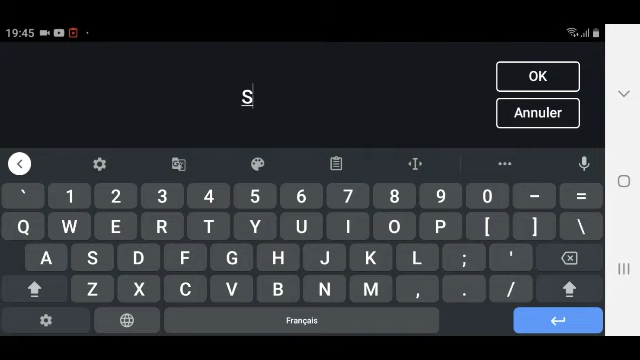 19:45
S
OK
Annuler
` 1 2 3 4 5 6 7 8 9 0 - =
Q W E R T Y U I O P [ ] \
A S D F G H J K L ; '
Z X C V B N M , . /
Français